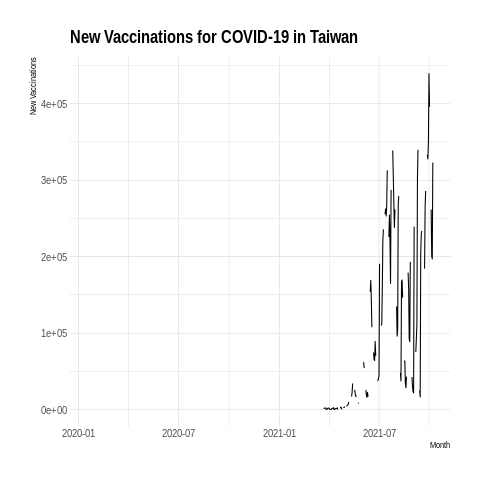 New Vaccinations for COVID-19 in Taiwan
New Vaccinations
4e+05
3e+05
2e+05
1e+05
0e+00
2020-01 2020-07 2021-01 2021-07
Month